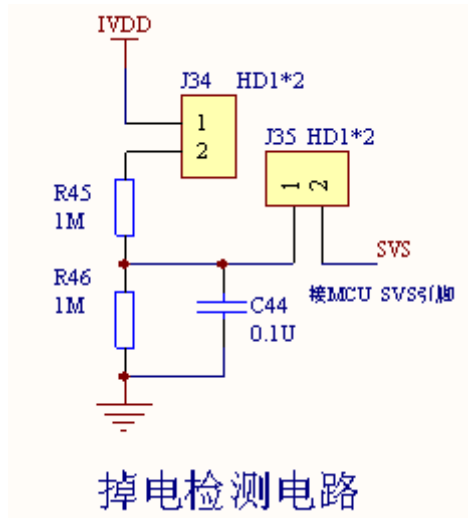 IVDD
J34 HD1*2
1
2
J35 HD1*2
1 2
R45
1M
SVS
R46
1M
接MCU SVS引脚
C44
0.1U
掉电检测电路